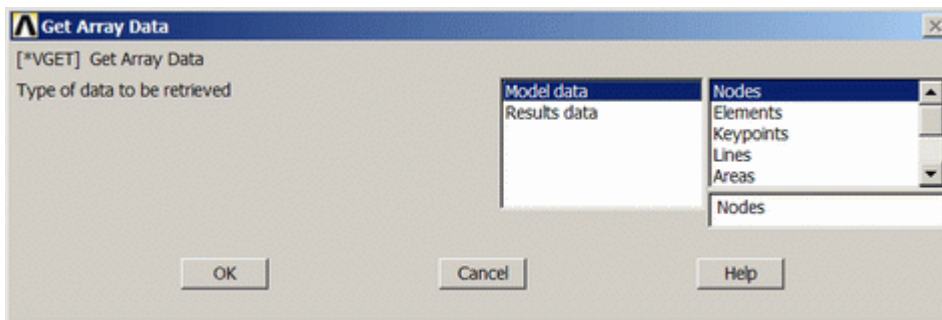 Get Array Data
[*VGET] Get Array Data
Type of data to be retrieved
Model data
Results data
Nodes
Elements
Keypoints
Lines
Areas
Nodes
OK
Cancel
Help